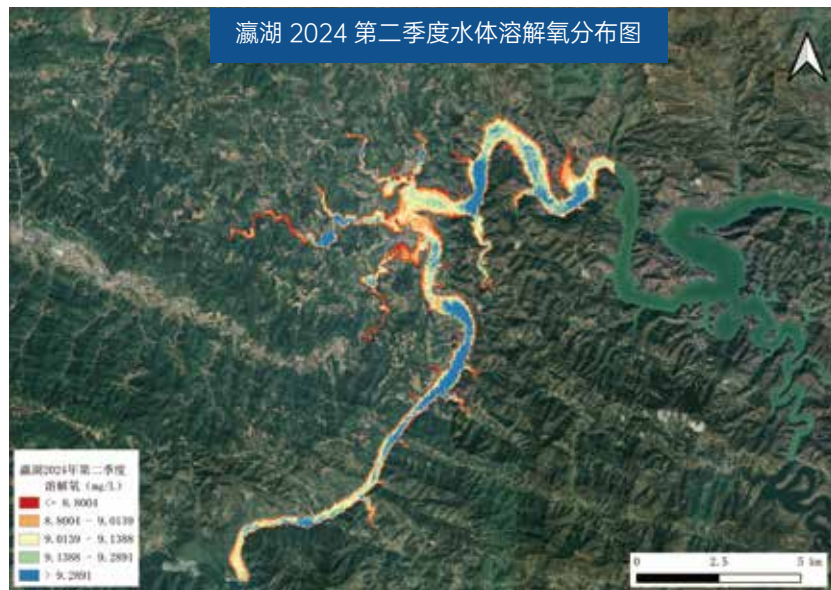 瀛湖 2024 第二季度水体溶解氧分布图
瀛湖2024年第二季度
溶解氧（mg/L）
<= 8.8004
8.8004 - 9.0139
9.0139 - 9.1388
9.1388 - 9.2891
> 9.2891
0 2.5 5 km